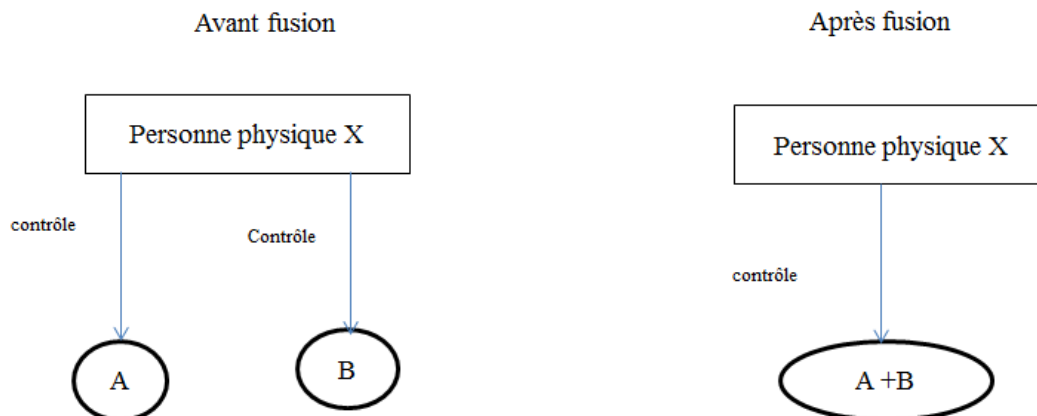 Avant fusion
Personne physique X
contrôle
Contrôle
A
B
Après fusion
Personne physique X
contrôle
A +B